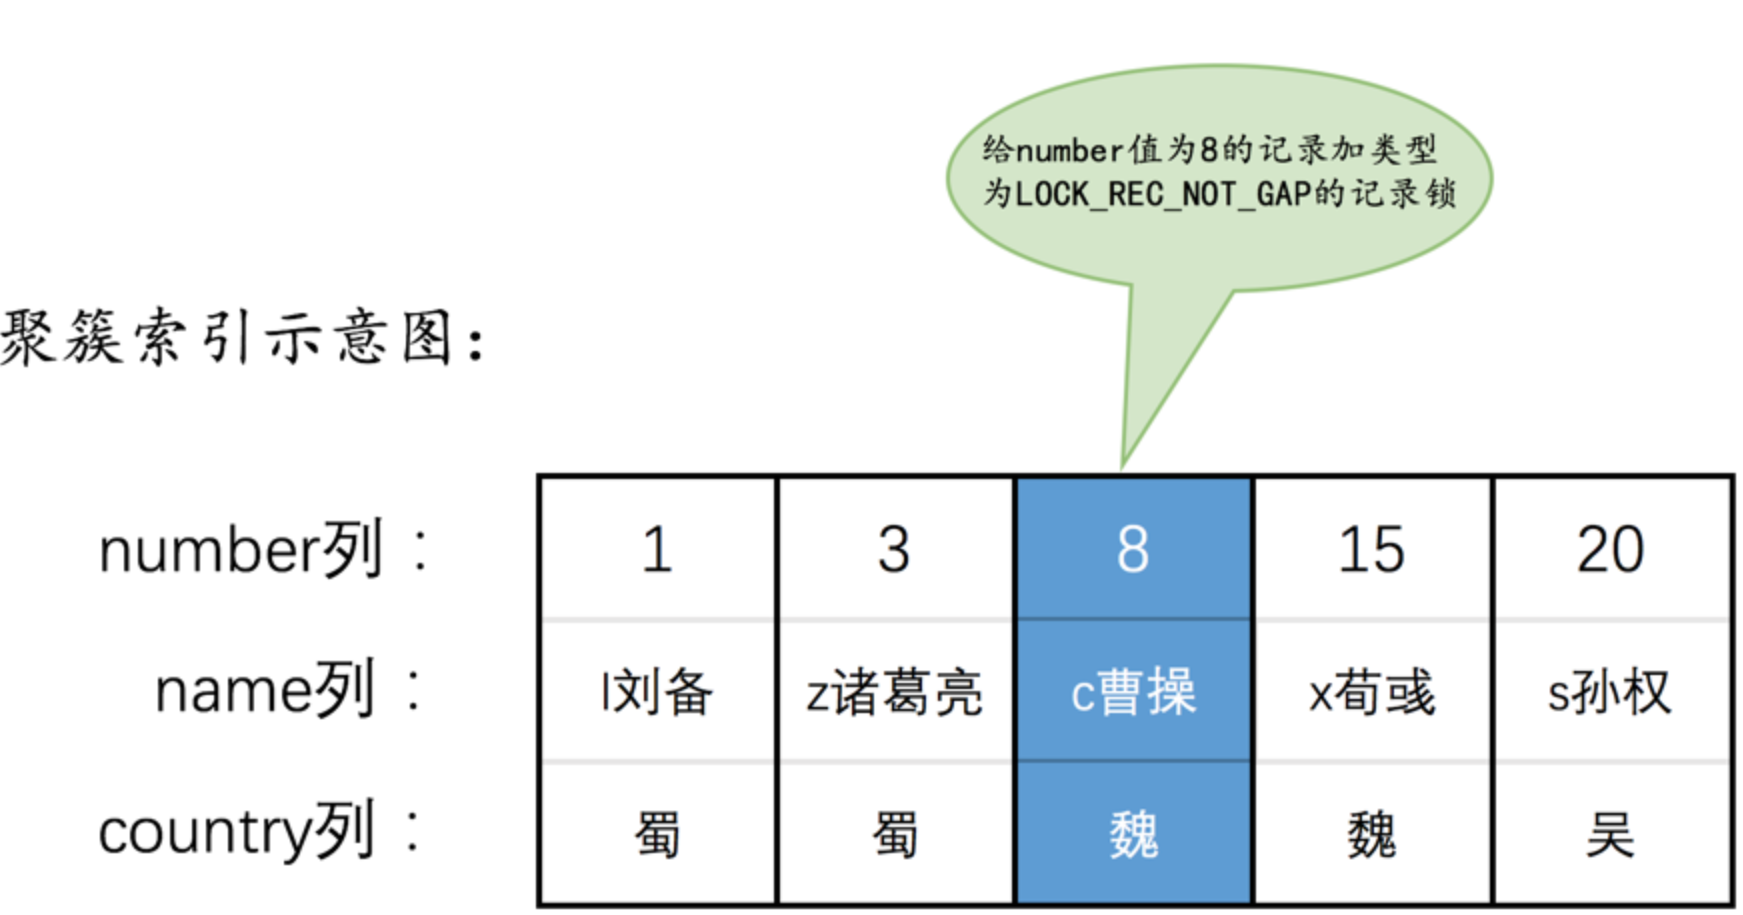 给number值为8的记录加类型
为LOCK_REC_NOT_GAP的记录锁
聚簇索引示意图：
number列： 1 3 8 15 20
name列： l刘备 z诸葛亮 c曹操 x荀彧 s孙权
country列： 蜀 蜀 魏 魏 吴